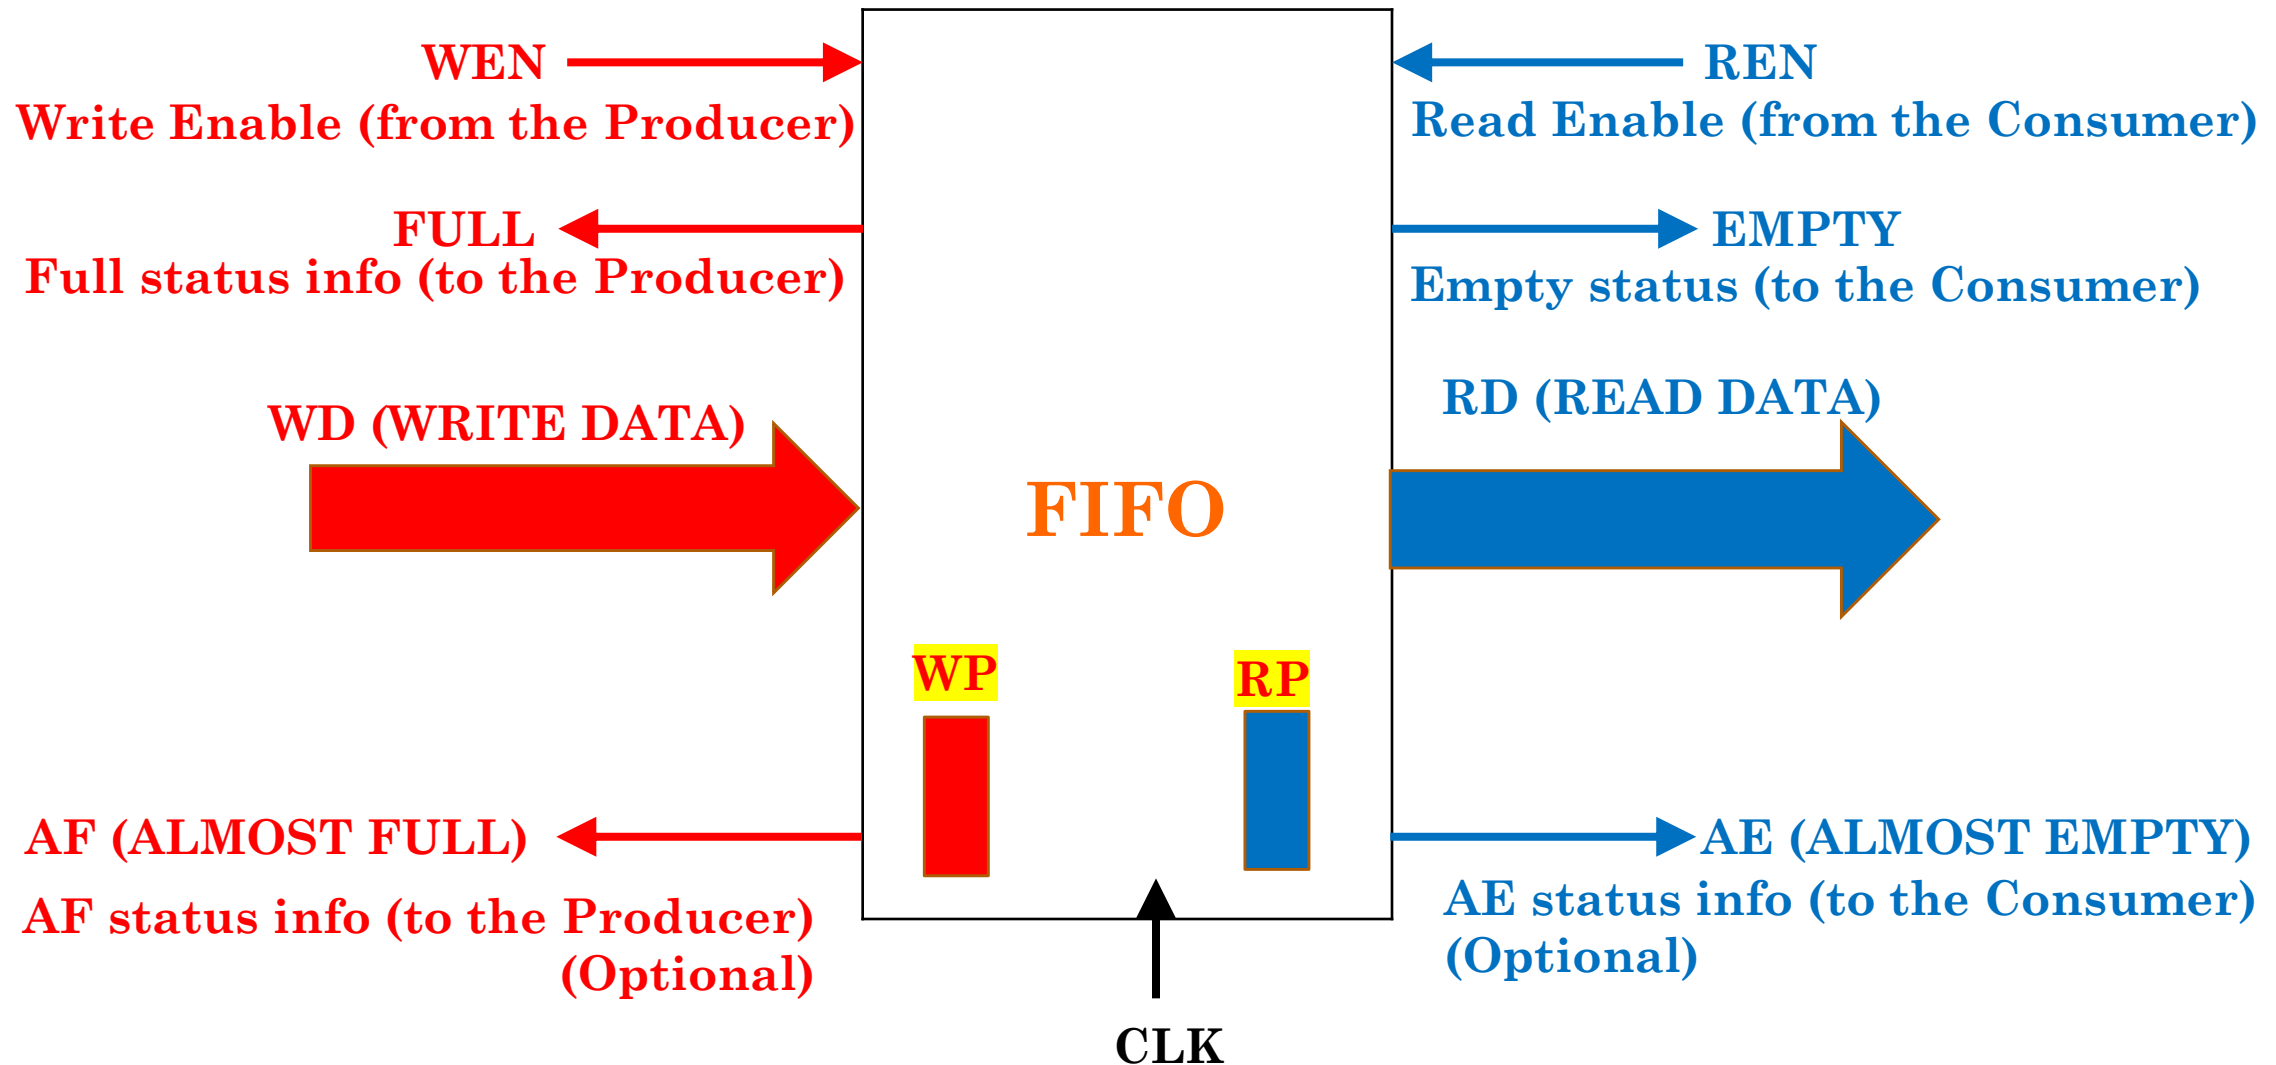 WEN
Write Enable (from the Producer)
FULL
Full status info (to the Producer)
WD (WRITE DATA)
AF (ALMOST FULL)
AF status info (to the Producer)
(Optional)
FIFO
WP
RP
CLK
REN
Read Enable (from the Consumer)
EMPTY
Empty status (to the Consumer)
RD (READ DATA)
AE (ALMOST EMPTY)
AE status info (to the Consumer)
(Optional)